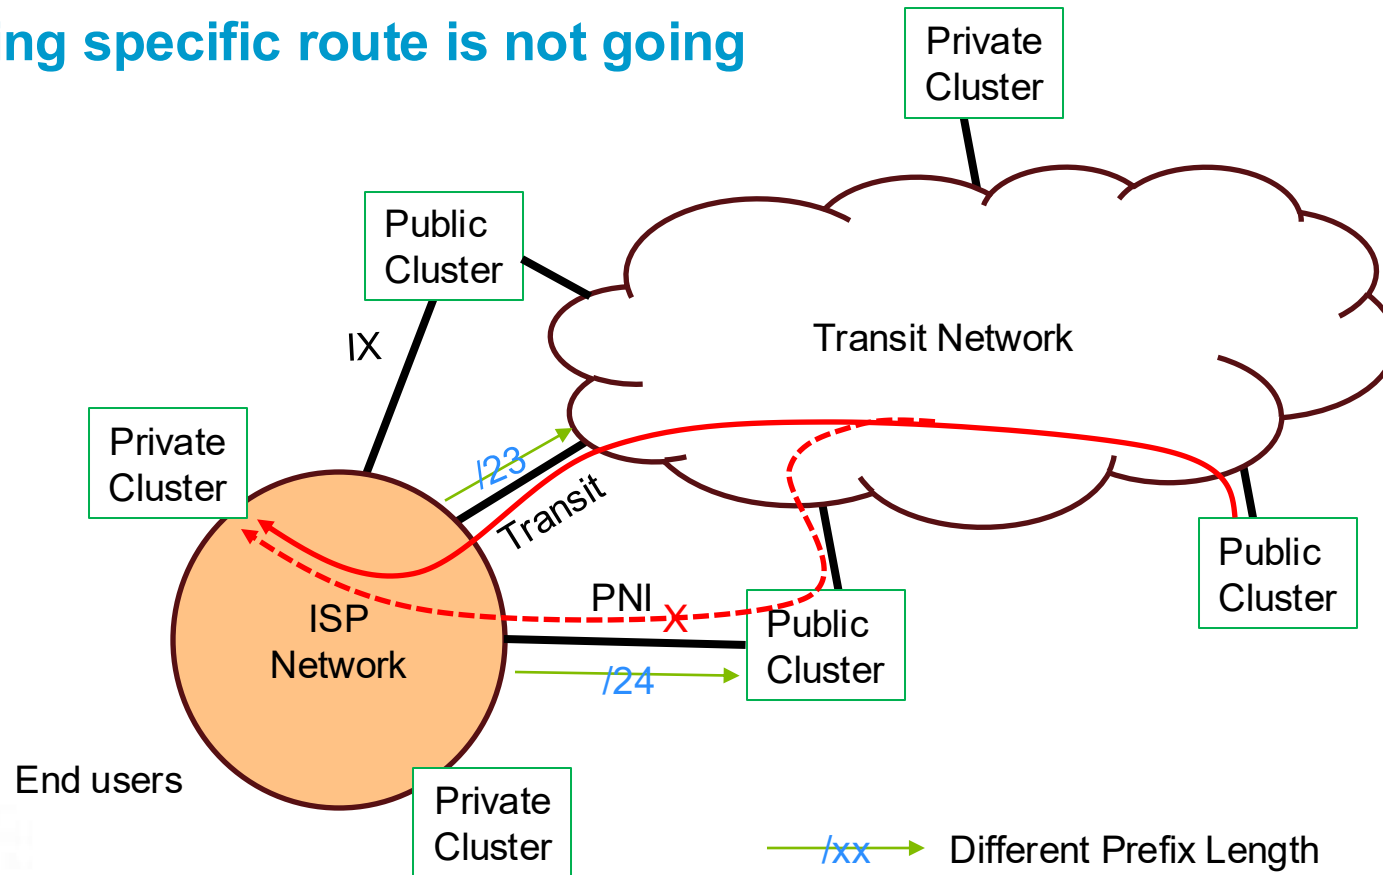 ing specific route is not going
Private
Cluster
Public
Cluster
IX
Transit Network
Private
Cluster
/23
Transit
PNI
X
ISP
Network
Public
Cluster
/24
Public
Cluster
End users
Private
Cluster
/xx
Different Prefix Length